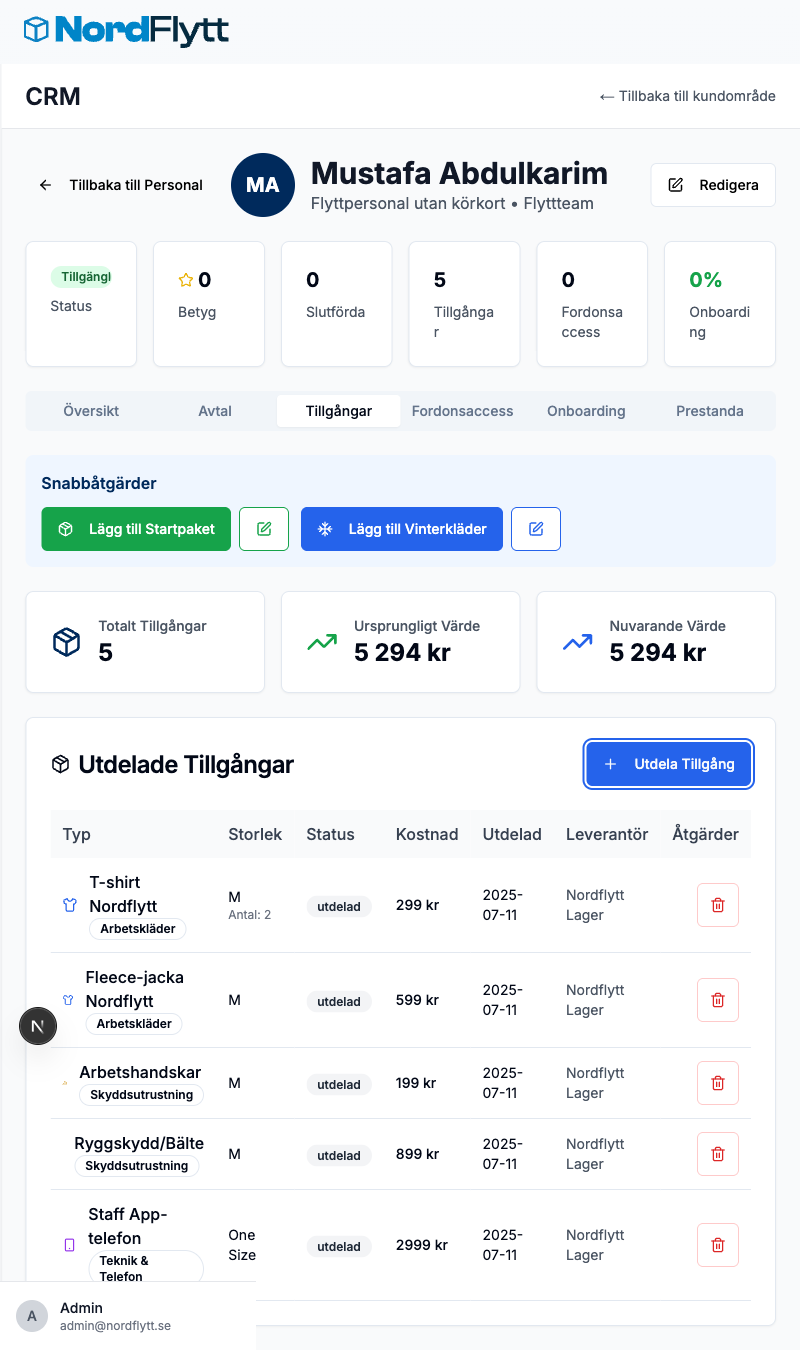 NordFlytt
CRM
← Tillbaka till kundområde
← Tillbaka till Personal
MA
Mustafa Abdulkarim
Flyttpersonal utan körkort • Flyttteam
Redigera
Tillgängl
Status
0
Betyg
0
Slutförda
5
Tillgånga
r
0
Fordonsa
ccess
0%
Onboardi
ng
Översikt
Avtal
Tillgångar
Fordonsaccess
Onboarding
Prestanda
Snabbåtgärder
Lägg till Startpaket
Lägg till Vinterkläder
Totalt Tillgångar
5
Ursprungligt Värde
5 294 kr
Nuvarande Värde
5 294 kr
Utdelade Tillgångar
+ Utdela Tillgång
Typ Storlek Status Kostnad Utdelad Leverantör Åtgärder
T-shirt
Nordflytt
Arbetskläder
M
Antal: 2
utdelad
299 kr
2025-
07-11
Nordflytt
Lager
Fleece-jacka
Nordflytt
Arbetskläder
M
utdelad
599 kr
2025-
07-11
Nordflytt
Lager
N
Arbetshandskar
Skyddsutrustning
M
utdelad
199 kr
2025-
07-11
Nordflytt
Lager
Ryggskydd/Bälte
Skyddsutrustning
M
utdelad
899 kr
2025-
07-11
Nordflytt
Lager
Staff App-
telefon
Teknik &
Telefon
One
Size
utdelad
2999 kr
2025-
07-11
Nordflytt
Lager
A
Admin
admin@nordflytt.se